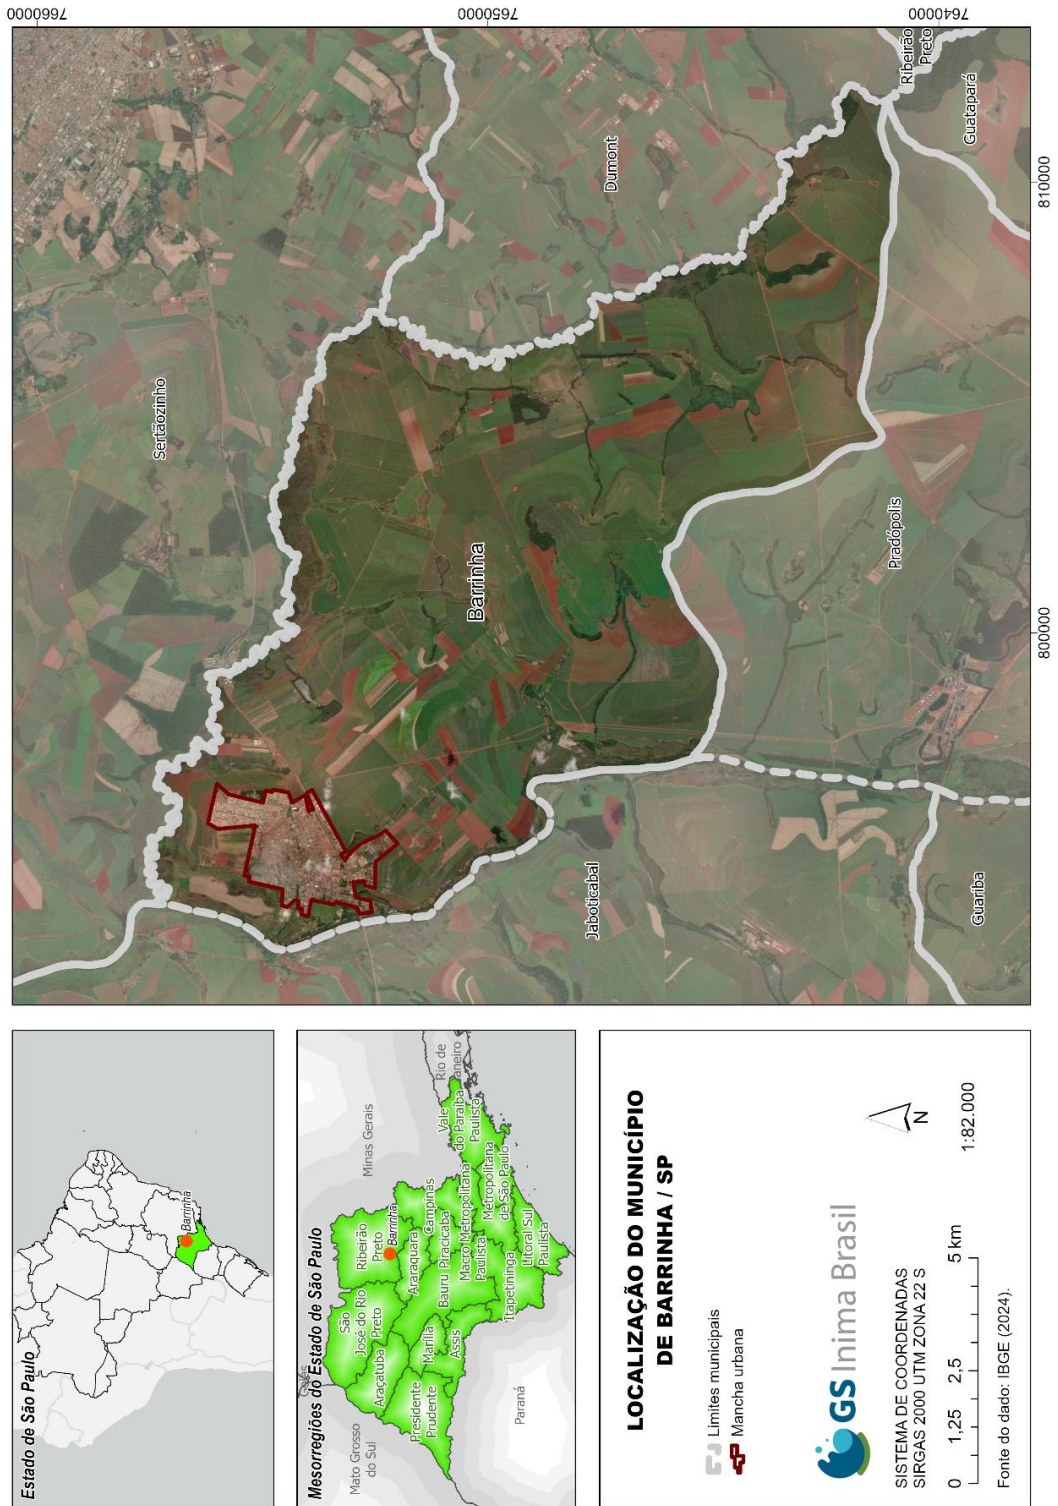 Estado de São Paulo
Barrinha
Mesorregiões do Estado de São Paulo
Goiás
Mato Grosso
do Sul
Minas Gerais
Rio de
Janeiro
Paraná
São
José do Rio
Preto
Ribeirão
Preto
Barrinha
Araçatuba
Presidente
Prudente
Marília
Assis
Araraquara
Bauru
Piracicaba
Campinas
Macro Metropolitana
Paulista
Itapetininga
Vale
do Paraíba
Paulista
Metropolitana
de São Paulo
Litoral Sul
Paulista
LOCALIZAÇÃO DO MUNICÍPIO
DE BARRINHA / SP
Limites municipais
Mancha urbana
GS Inima Brasil
SISTEMA DE COORDENADAS
SIRGAS 2000 UTM ZONA 22 S
N
0 1,25 2,5 5 km
1:82.000
Fonte do dado: IBGE (2024).
7660000
7650000
7640000
Sertãozinho
Dumont
Ribeirão
Preto
Guatapará
Barrinha
Pradópolis
Jaboticabal
Guariba
800000
810000